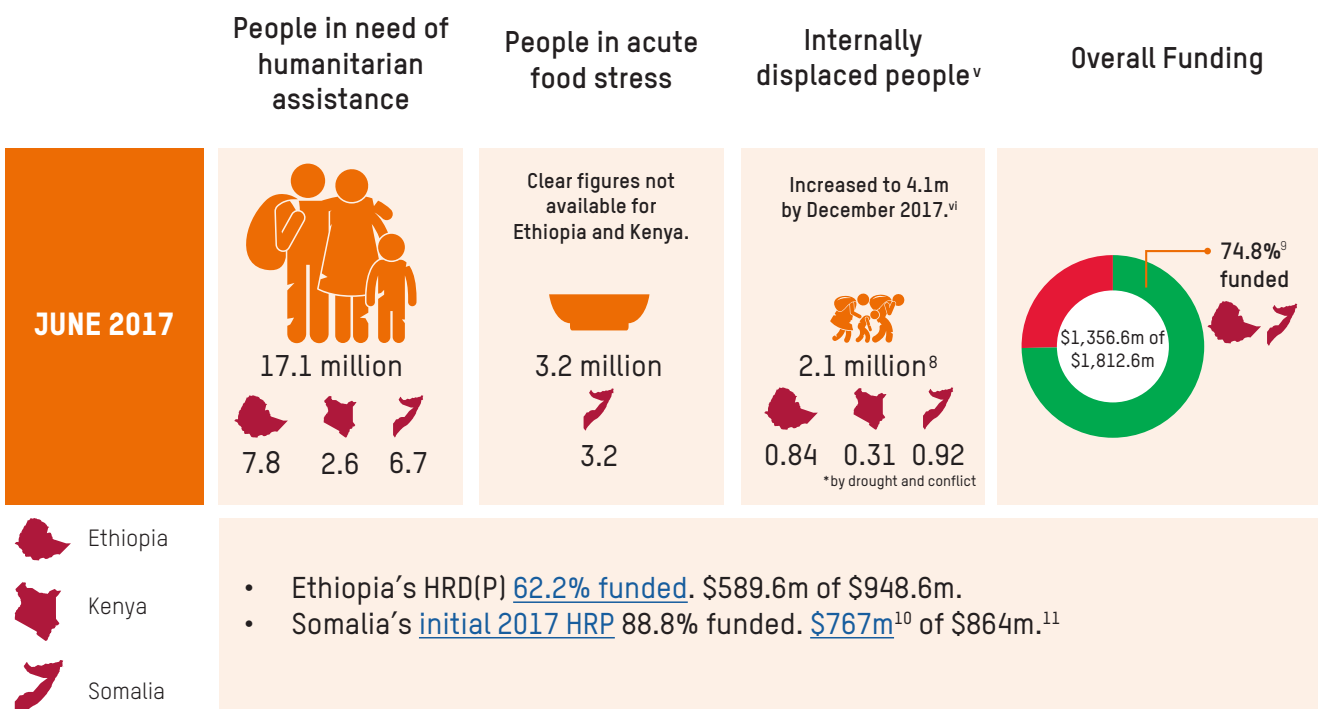 People in need of
humanitarian
assistance
People in acute
food stress
Internally
displaced people ᵛ
Overall Funding
JUNE 2017
17.1 million
7.8 2.6 6.7
Clear figures not
available for
Ethiopia and Kenya.
3.2 million
3.2
Increased to 4.1m
by December 2017.ᵛⁱ
2.1 million⁸
0.84 0.31 0.92
*by drought and conflict
74.8%⁹
funded
$1,356.6m of
$1,812.6m
Ethiopia
Kenya
Somalia
• Ethiopia’s HRD(P) 62.2% funded. $589.6m of $948.6m.
• Somalia’s initial 2017 HRP 88.8% funded. $767m¹⁰ of $864m.¹¹